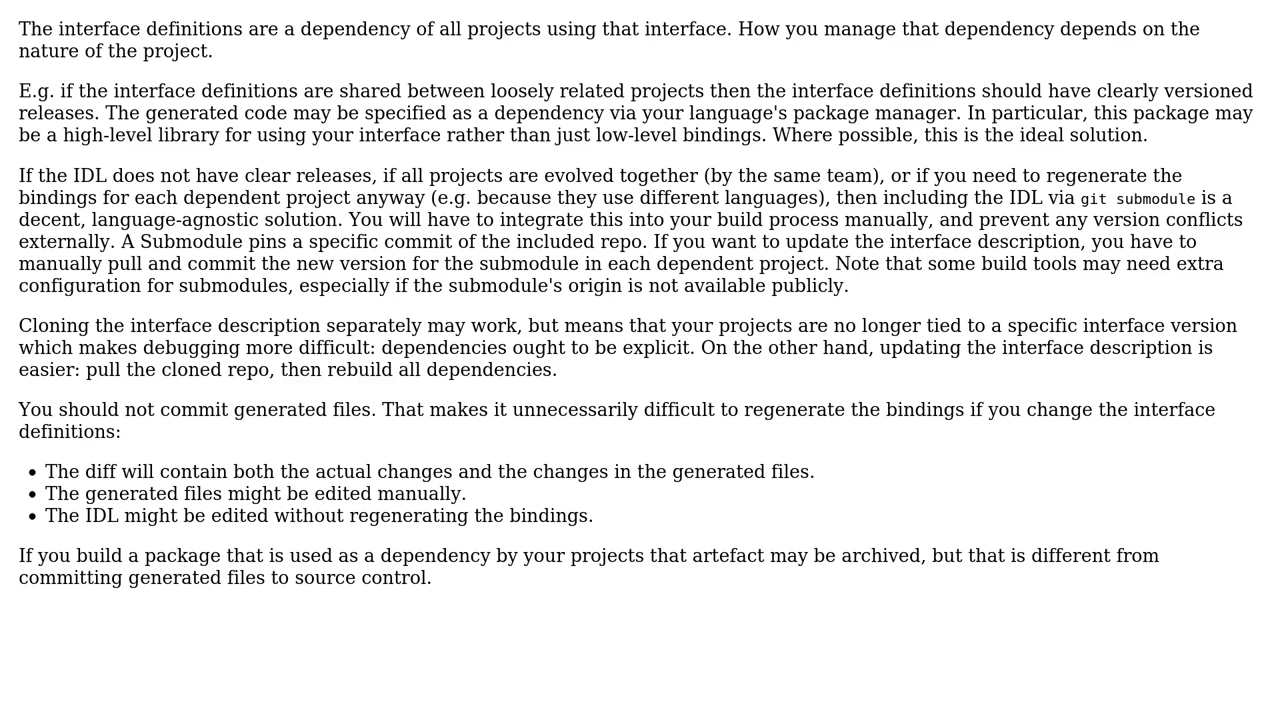 The interface definitions are a dependency of all projects using that interface. How you manage that dependency depends on the
nature of the project.
E.g. if the interface definitions are shared between loosely related projects then the interface definitions should have clearly versioned
releases. The generated code may be specified as a dependency via your language's package manager. In particular, this package may
be a high-level library for using your interface rather than just low-level bindings. Where possible, this is the ideal solution.
If the IDL does not have clear releases, if all projects are evolved together (by the same team), or if you need to regenerate the
bindings for each dependent project anyway (e.g. because they use different languages), then including the IDL via git submodule is a
decent, language-agnostic solution. You will have to integrate this into your build process manually, and prevent any version conflicts
externally. A Submodule pins a specific commit of the included repo. If you want to update the interface description, you have to
manually pull and commit the new version for the submodule in each dependent project. Note that some build tools may need extra
configuration for submodules, especially if the submodule's origin is not available publicly.
Cloning the interface description separately may work, but means that your projects are no longer tied to a specific interface version
which makes debugging more difficult: dependencies ought to be explicit. On the other hand, updating the interface description is
easier: pull the cloned repo, then rebuild all dependencies.
You should not commit generated files. That makes it unnecessarily difficult to regenerate the bindings if you change the interface
definitions:
• The diff will contain both the actual changes and the changes in the generated files.
• The generated files might be edited manually.
• The IDL might be edited without regenerating the bindings.
If you build a package that is used as a dependency by your projects that artefact may be archived, but that is different from
committing generated files to source control.